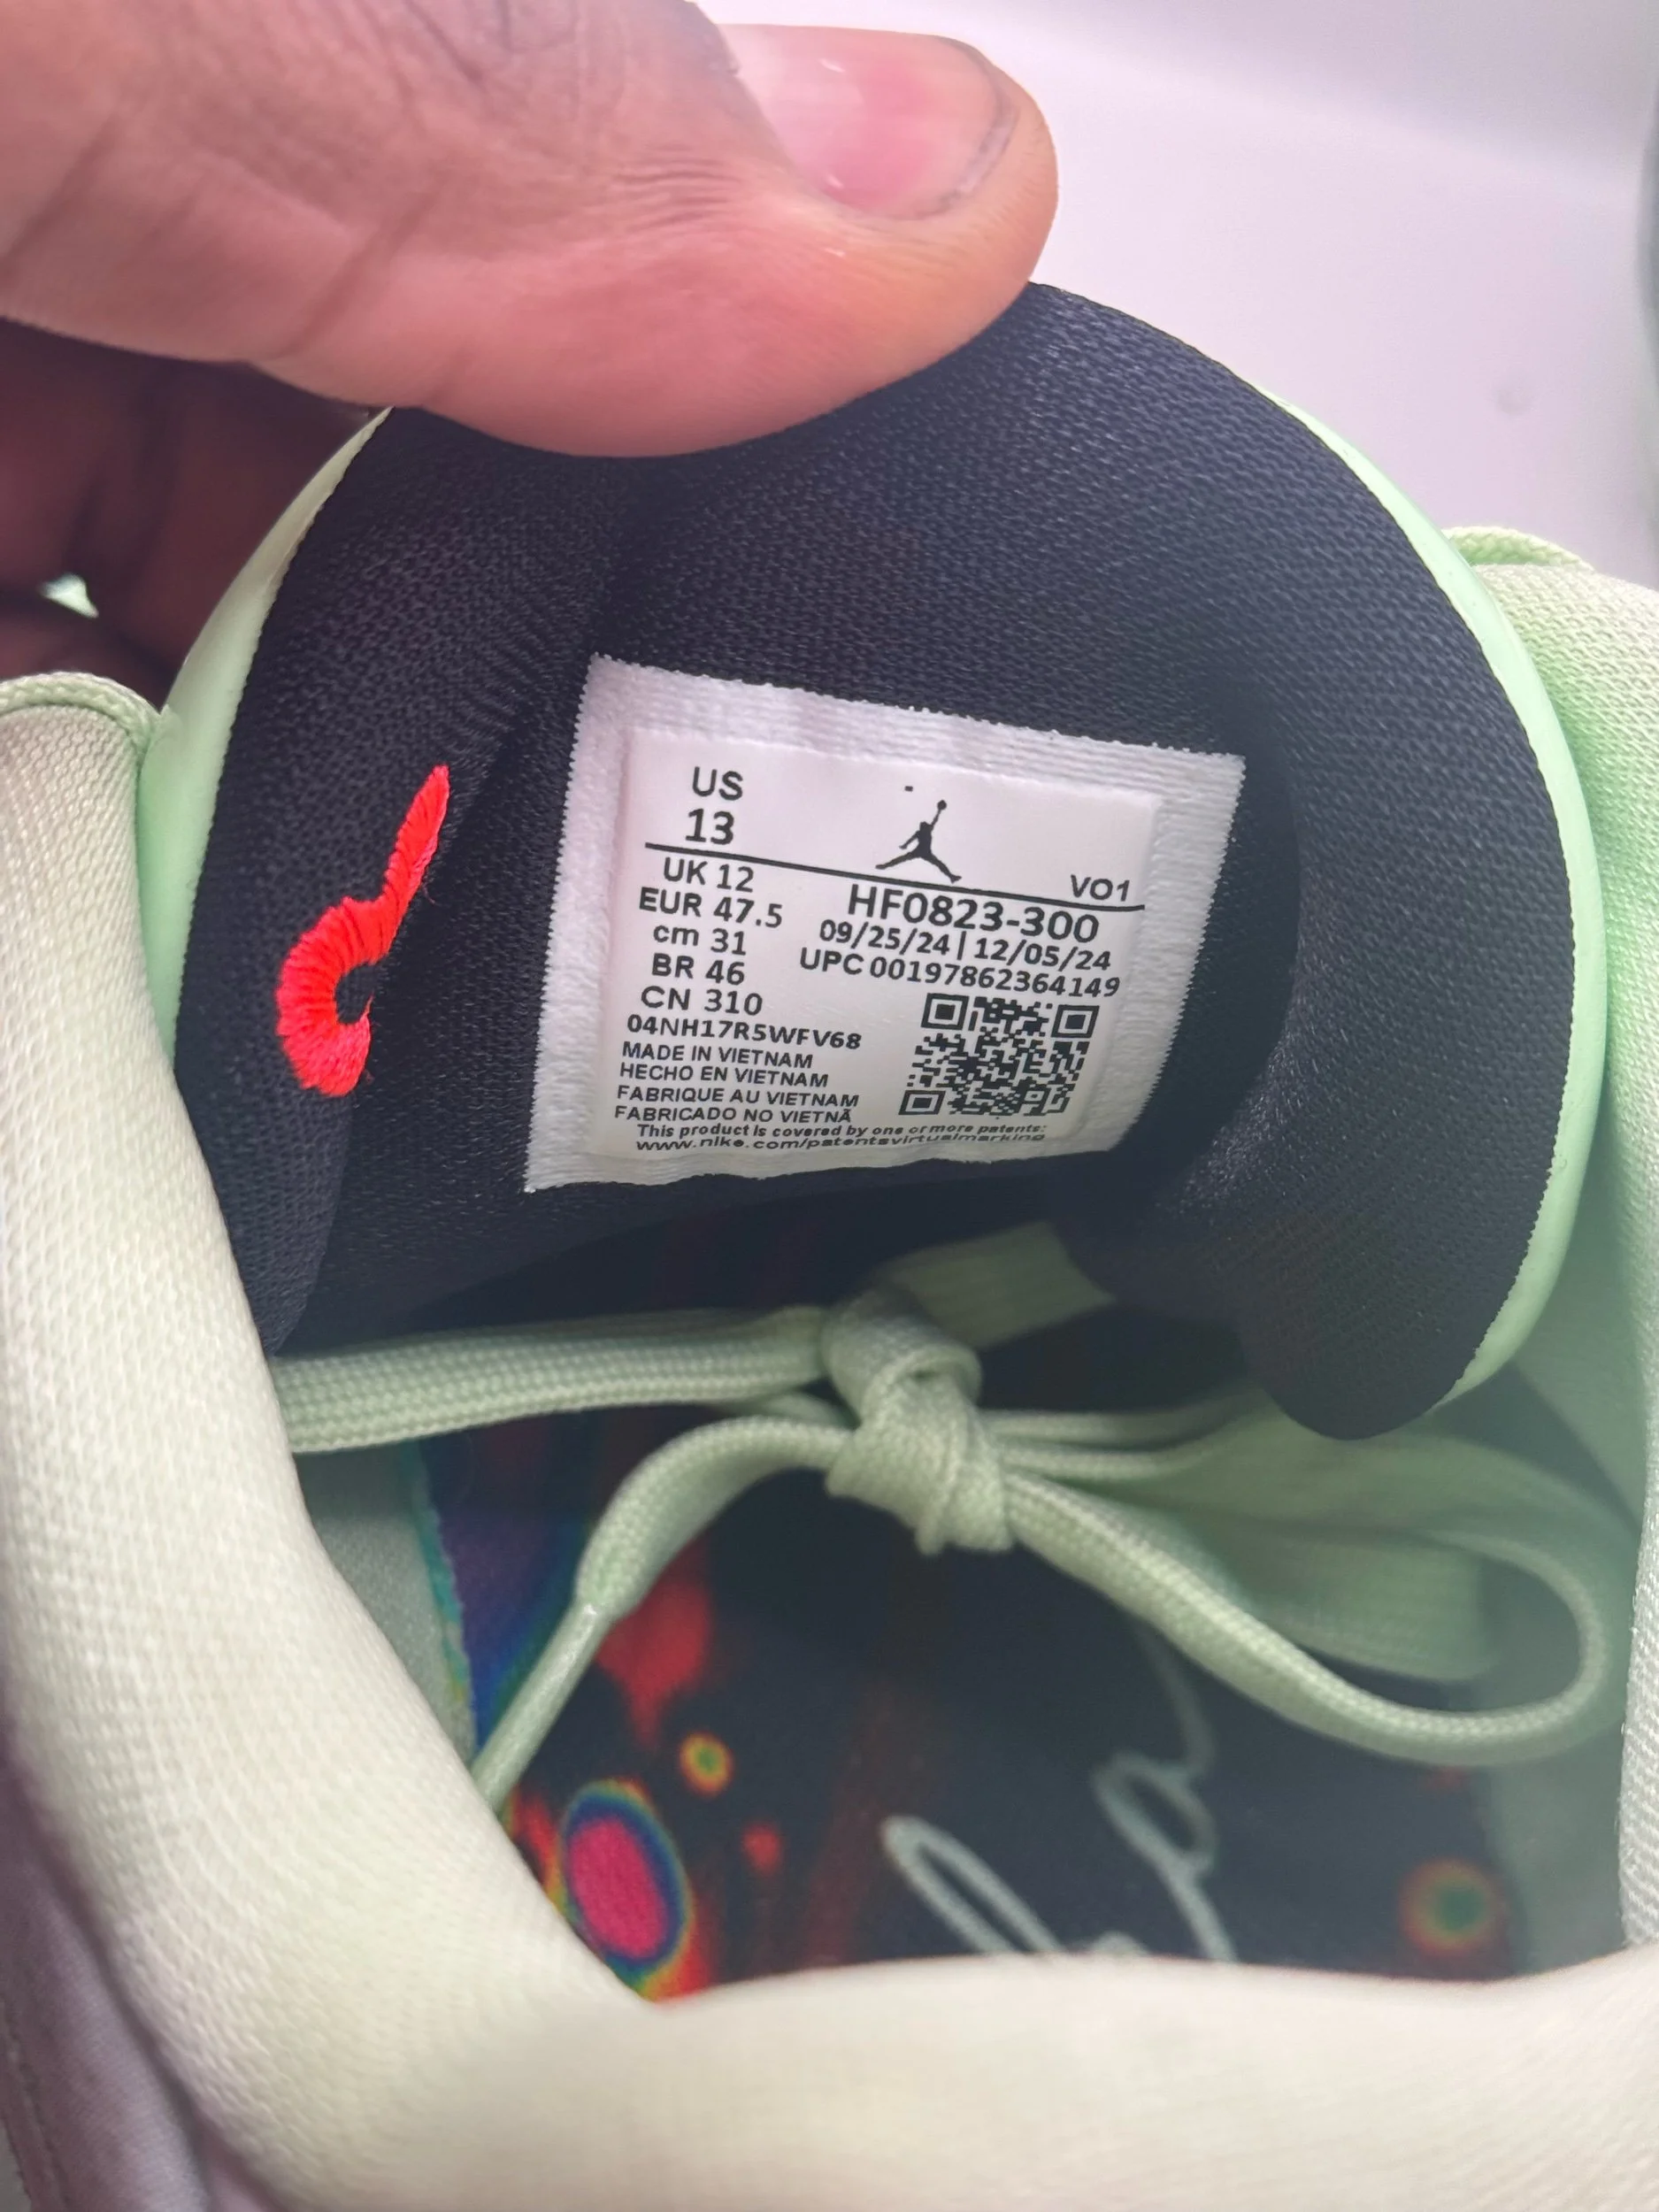 US
13
VO1
UK 12
EUR 47.5
cm 31
BR 46
CN 310
HF0823-300
09/25/24 | 12/05/24
UPC 00197862364149
04NH17R5WFV68
MADE IN VIETNAM
HECHO EN VIETNAM
FABRIQUE AU VIETNAM
FABRICADO NO VIETNÃ
This product is covered by one or more patents:
www.nike.com/patentsvirtualmarking